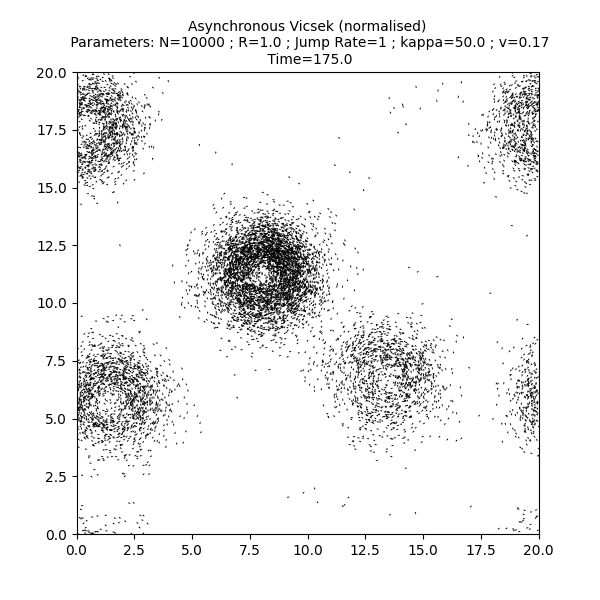 Asynchronous Vicsek (normalised)
Parameters: N=10000 ; R=1.0 ; Jump Rate=1 ; kappa=50.0 ; v=0.17
Time=175.0
20.0
17.5
15.0
12.5
10.0
7.5
5.0
2.5
0.0
0.0 2.5 5.0 7.5 10.0 12.5 15.0 17.5 20.0